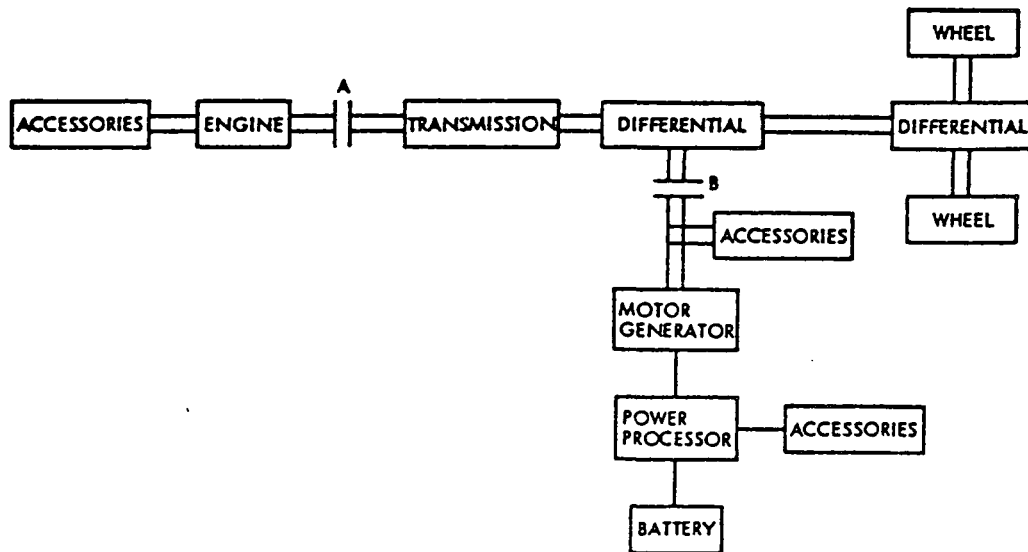 WHEEL
A
ACCESSORIES
ENGINE
TRANSMISSION
DIFFERENTIAL
DIFFERENTIAL
B
WHEEL
ACCESSORIES
MOTOR
GENERATOR
POWER
PROCESSOR
ACCESSORIES
BATTERY